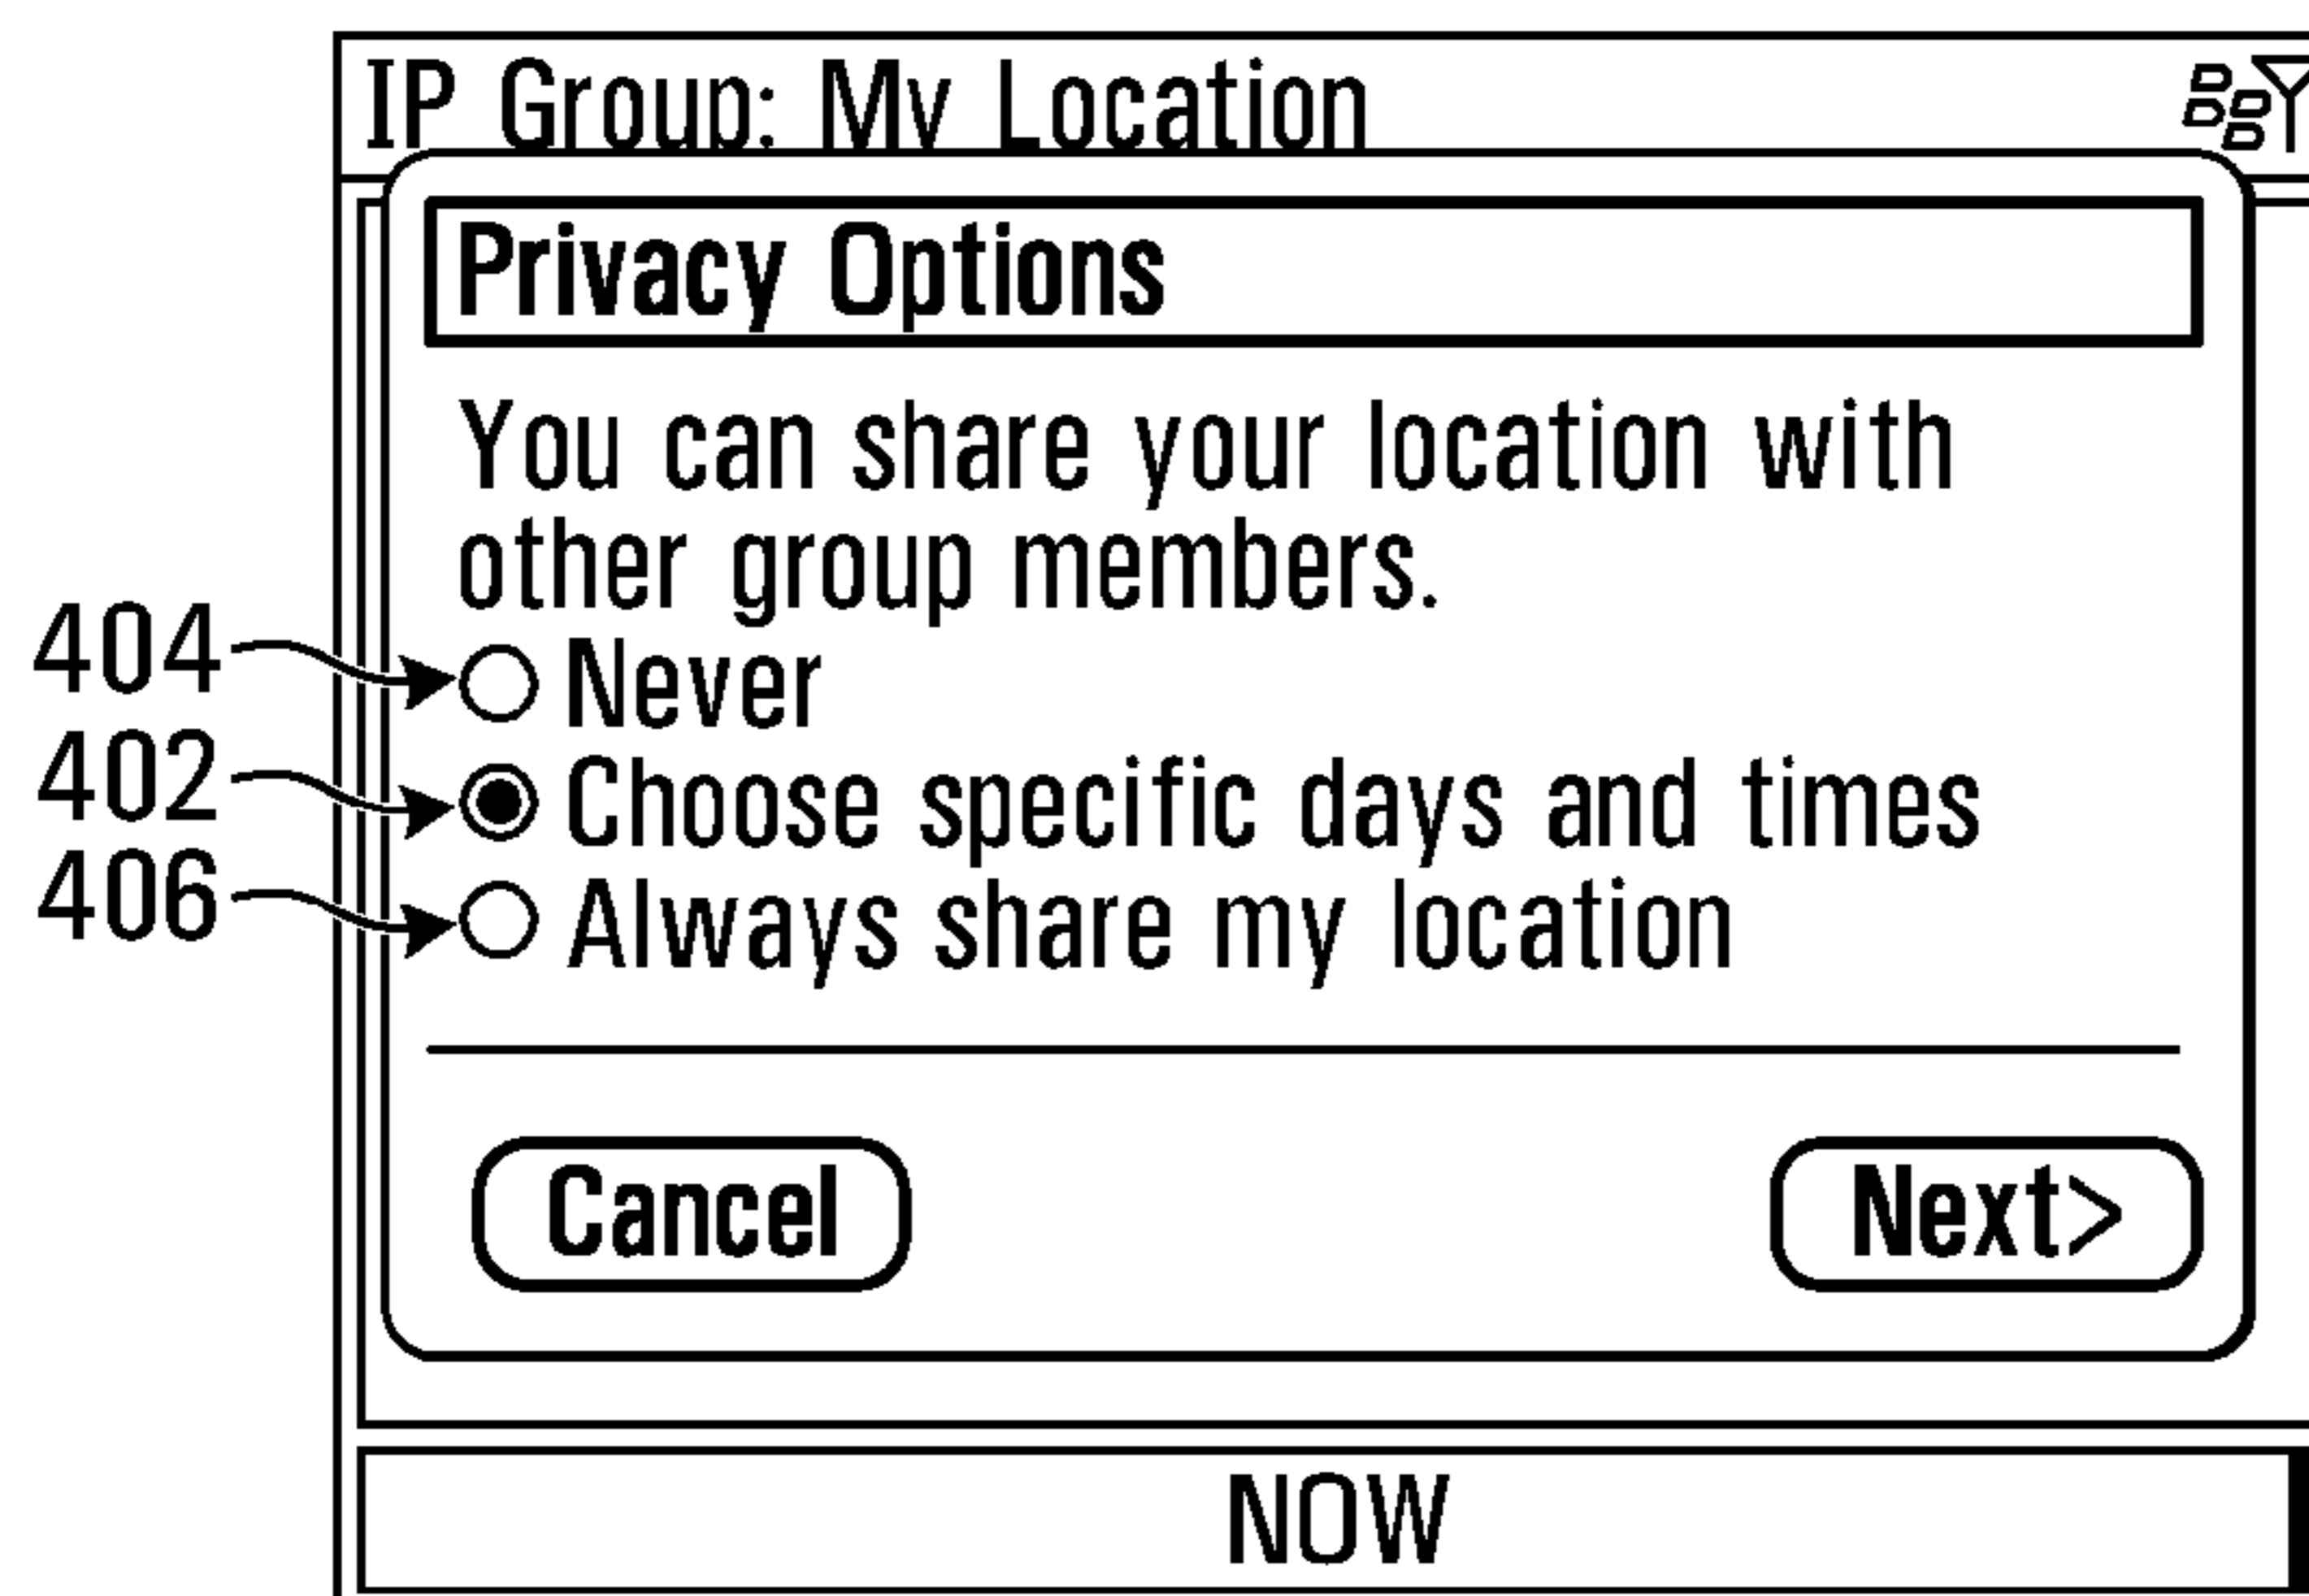 IP Group: My Location
Privacy Options
You can share your location with
other group members.
404 Never
402 Choose specific days and times
406 Always share my location
Cancel Next>
NOW